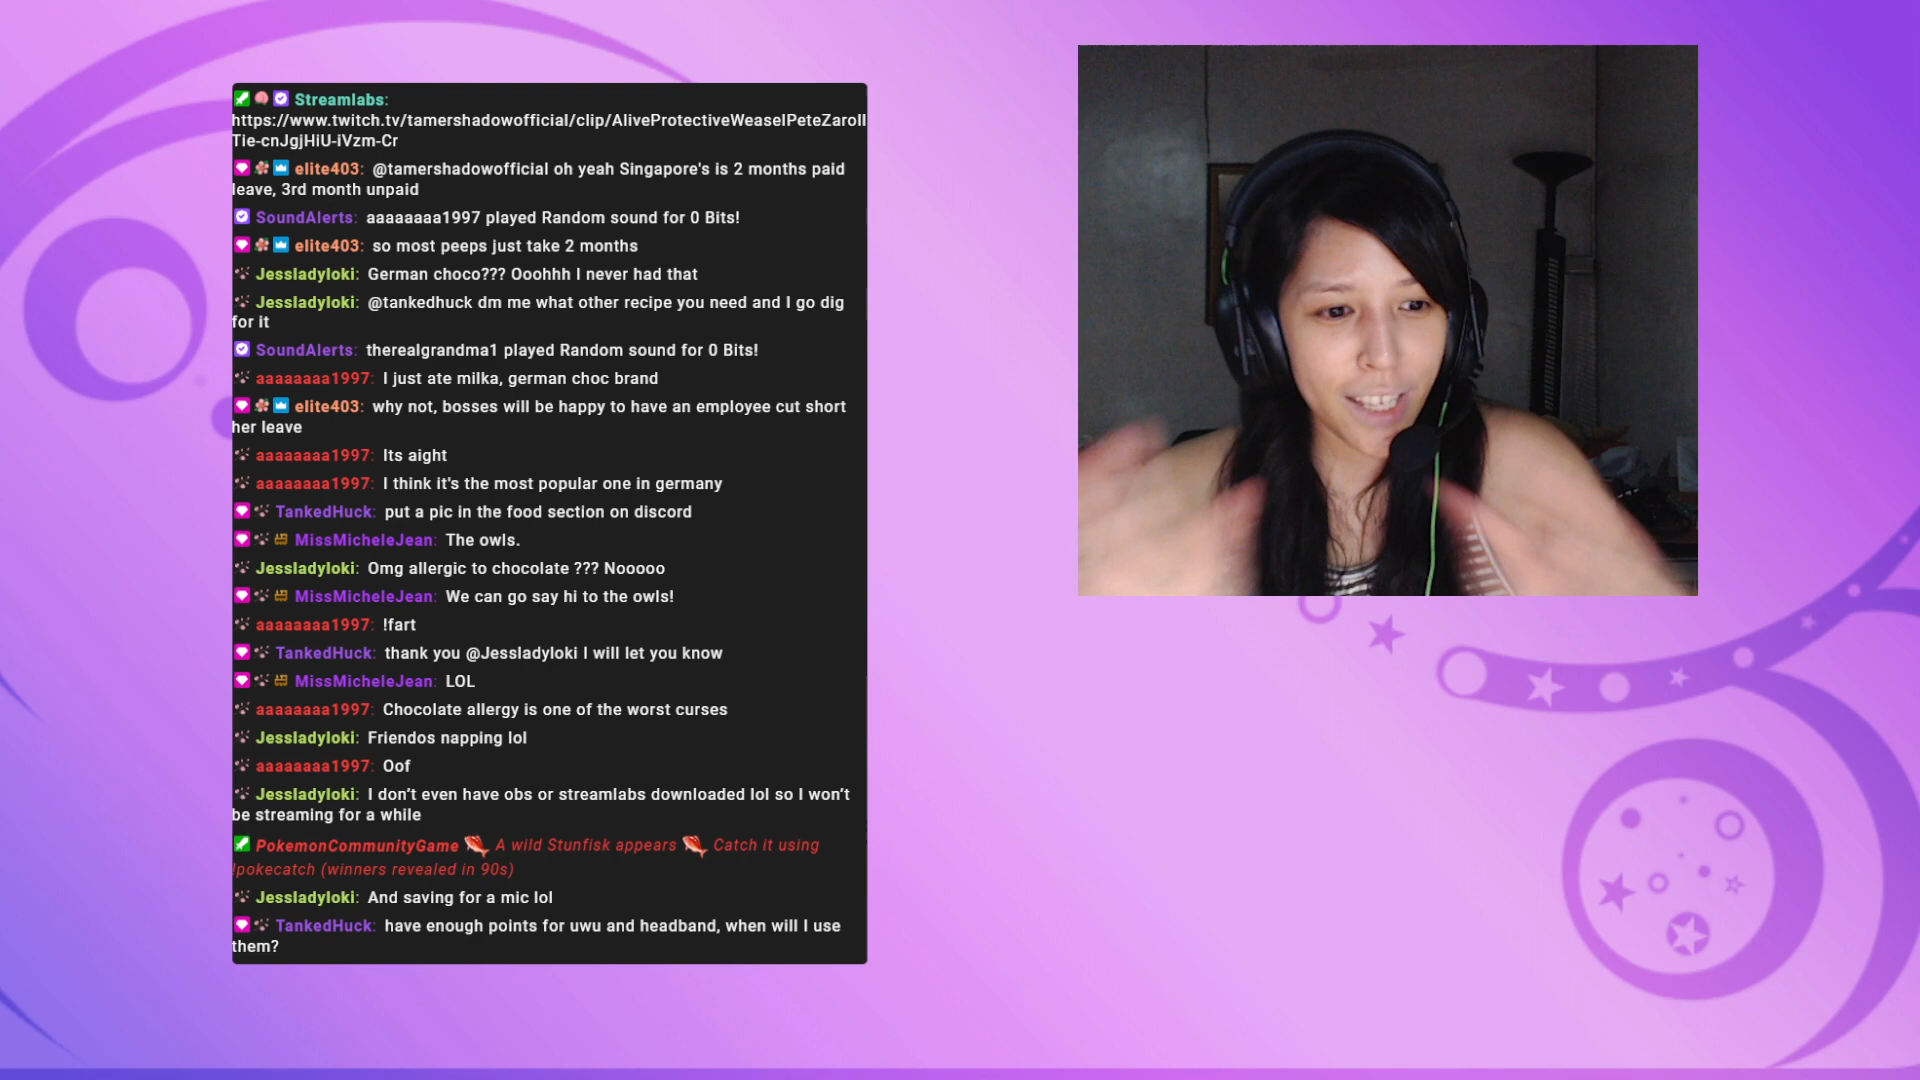 Streamlabs:
https://www.twitch.tv/tamershadowofficial/clip/AliveProtectiveWeaselPeteZaroll
Tie-cnJgjHiU-iVzm-Cr
elite403: @tamershadowofficial oh yeah Singapore's is 2 months paid
leave, 3rd month unpaid
SoundAlerts: aaaaaaaa1997 played Random sound for 0 Bits!
elite403: so most peeps just take 2 months
Jessladyloki: German choco??? Ooohhh I never had that
Jessladyloki: @tankedhuck dm me what other recipe you need and I go dig
for it
SoundAlerts: therealgrandma1 played Random sound for 0 Bits!
aaaaaaaa1997: I just ate milka, german choc brand
elite403: why not, bosses will be happy to have an employee cut short
her leave
aaaaaaaa1997: Its aight
aaaaaaaa1997: I think it's the most popular one in germany
TankedHuck: put a pic in the food section on discord
MissMicheleJean: The owls.
Jessladyloki: Omg allergic to chocolate ??? Nooooo
MissMicheleJean: We can go say hi to the owls!
aaaaaaaa1997: !fart
TankedHuck: thank you @Jessladyloki I will let you know
MissMicheleJean: LOL
aaaaaaaa1997: Chocolate allergy is one of the worst curses
Jessladyloki: Friendos napping lol
aaaaaaaa1997: Oof
Jessladyloki: I don’t even have obs or streamlabs downloaded lol so I won’t
be streaming for a while
PokemonCommunityGame A wild Stunfisk appears Catch it using
!pokecatch (winners revealed in 90s)
Jessladyloki: And saving for a mic lol
TankedHuck: have enough points for uwu and headband, when will I use
them?